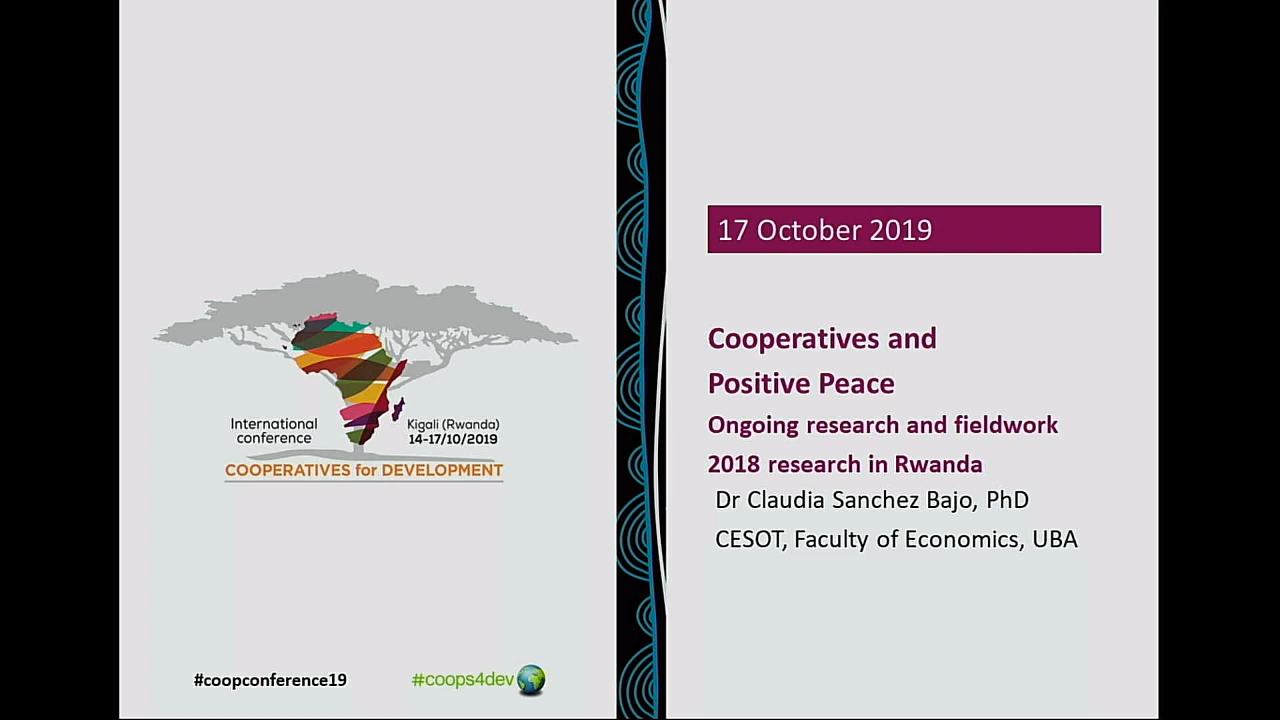 International
conference
Kigali (Rwanda)
14-17/10/2019
COOPERATIVES for DEVELOPMENT
#coopconference19
#coops4dev
17 October 2019
Cooperatives and
Positive Peace
Ongoing research and fieldwork
2018 research in Rwanda
Dr Claudia Sanchez Bajo, PhD
CESOT, Faculty of Economics, UBA